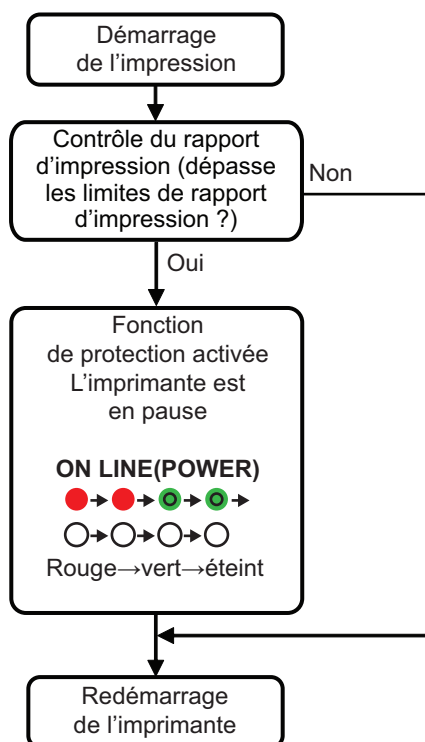 Démarrage
de l'impression
Contrôle du rapport
d'impression (dépasse
les limites de rapport
d'impression ?)
Non
Oui
Fonction
de protection activée
L'imprimante est
en pause
ON LINE(POWER)
Rouge→vert→éteint
Redémarrage
de l'imprimante